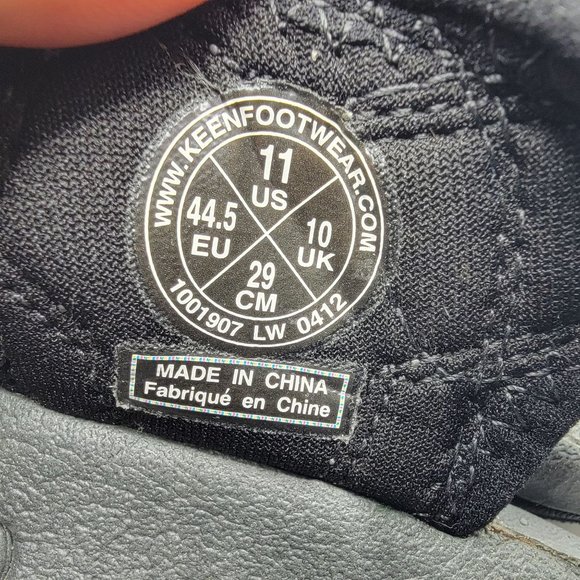 WWW.KEENFOOTWEAR.COM
11
US
44.5
EU
10
UK
29
CM
1001907 LW 0412
MADE IN CHINA
Fabriqué en Chine